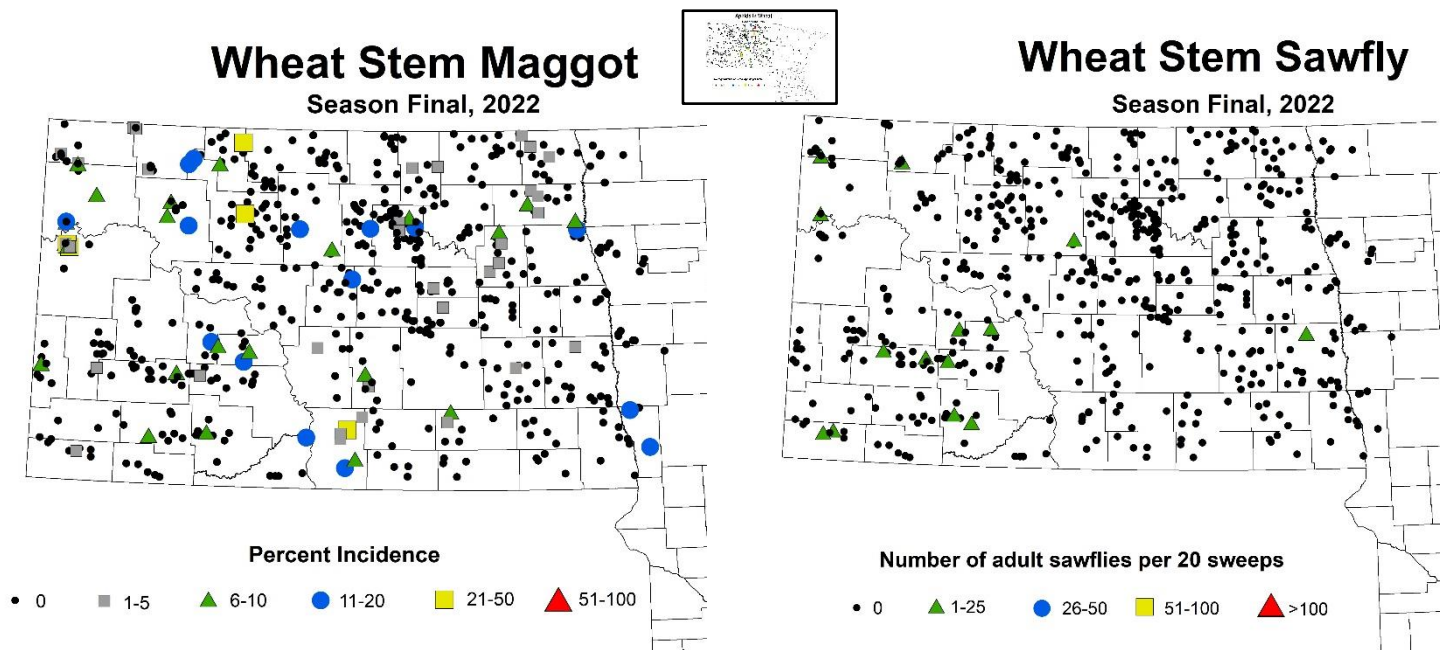 Wheat Stem Maggot
Season Final, 2022
Percent Incidence
0
1-5
6-10
11-20
21-50
51-100
Wheat Stem Sawfly
Season Final, 2022
Number of adult sawflies per 20 sweeps
0
1-25
26-50
51-100
>100